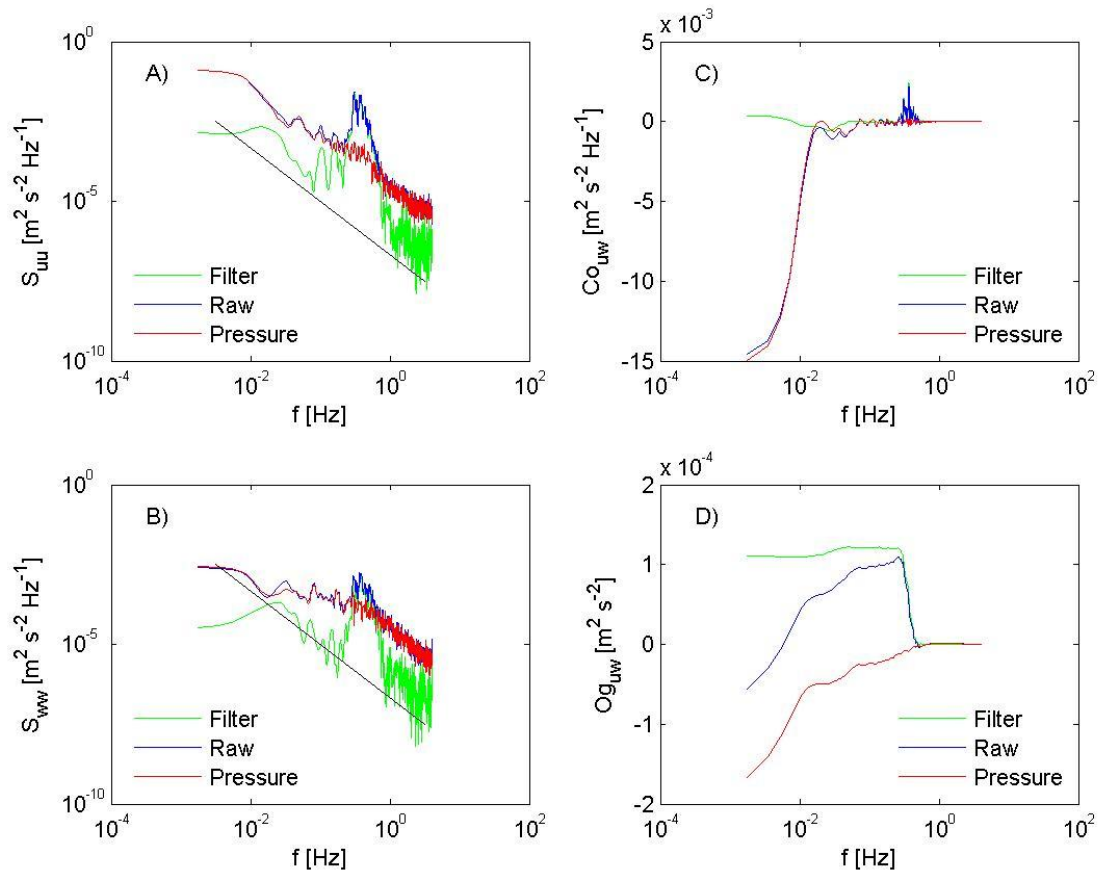 A)
S_uu [m^2 s^-2 Hz^-1]
10^0
10^-5
10^-10
Filter
Raw
Pressure
10^-4 10^-2 10^0 10^2
f [Hz]
C)
x 10^-3
Co_uw [m^2 s^-2 Hz^-1]
5
0
-5
-10
-15
Filter
Raw
Pressure
10^-4 10^-2 10^0 10^2
f [Hz]
B)
S_ww [m^2 s^-2 Hz^-1]
10^0
10^-5
10^-10
Filter
Raw
Pressure
10^-4 10^-2 10^0 10^2
f [Hz]
D)
x 10^-4
Og_uw [m^2 s^-2]
2
1
0
-1
-2
Filter
Raw
Pressure
10^-4 10^-2 10^0 10^2
f [Hz]